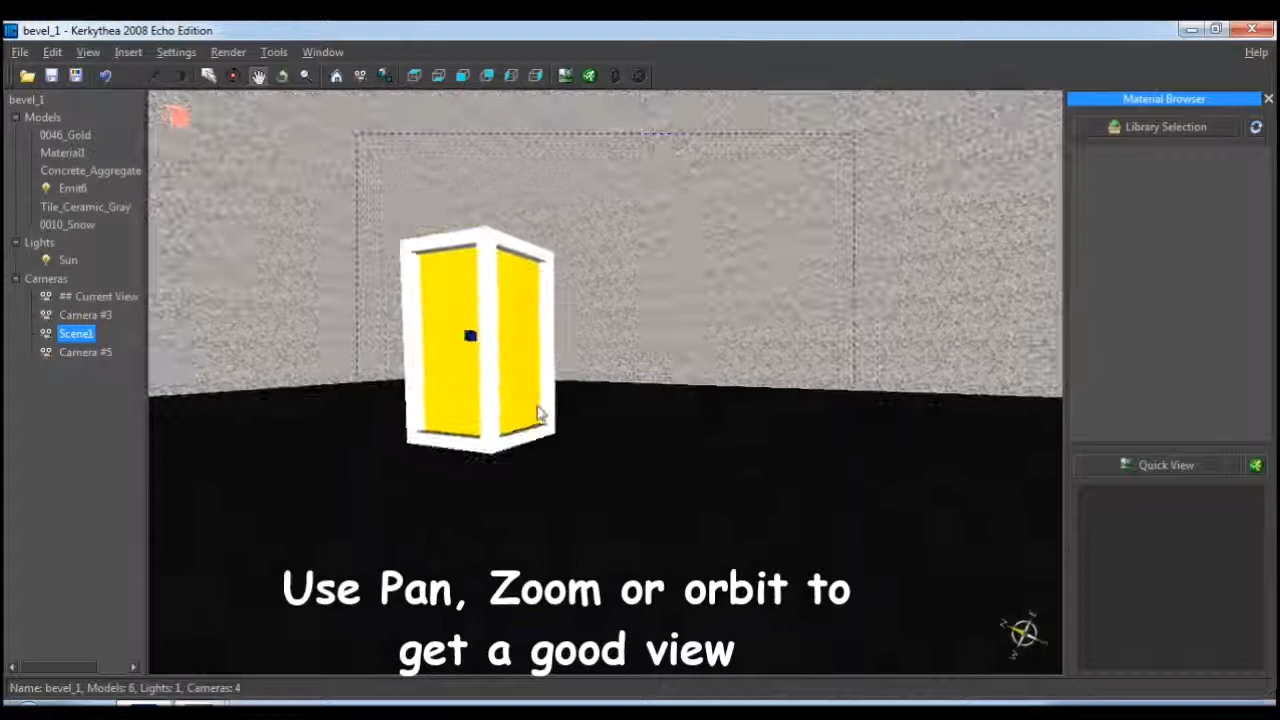 bevel_1 - Kerkythea 2008 Echo Edition
File Edit View Insert Settings Render Tools Window Help
bevel_1
Models
0046_Gold
Material1
Concrete_Aggregate
Emit6
Tile_Ceramic_Gray
0010_Snow
Lights
Sun
Cameras
## Current View
Camera #3
Scene1
Camera #5
Material Browser
Library Selection
Quick View
Use Pan, Zoom or orbit to
get a good view
Name: bevel_1, Models: 6, Lights: 1, Cameras: 4